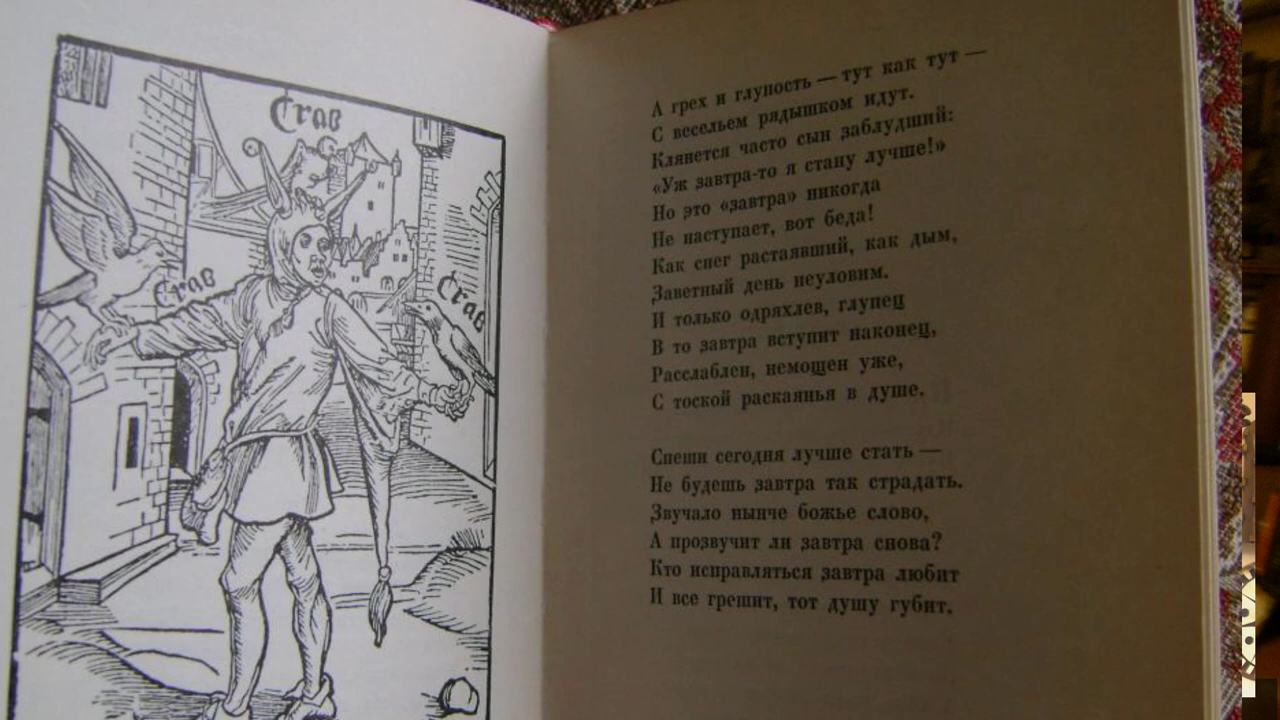 Cras
Cras
Cras
А грех и глупость — тут как тут —
С весельем рядышком идут.
Клянется часто сын заблудший:
«Уж завтра-то я стану лучше!»
Но это «завтра» никогда
Не наступает, вот беда!
Как снег растаявший, как дым,
Заветный день неуловим.
И только одряхлев, глупец
В то завтра вступит наконец,
Расслаблен, немощен уже,
С тоской раскаянья в душе.
Спеши сегодня лучше стать —
Не будешь завтра так страдать.
Звучало нынче божье слово,
А прозвучит ли завтра снова?
Кто исправляться завтра любит
И все грешит, тот душу губит.